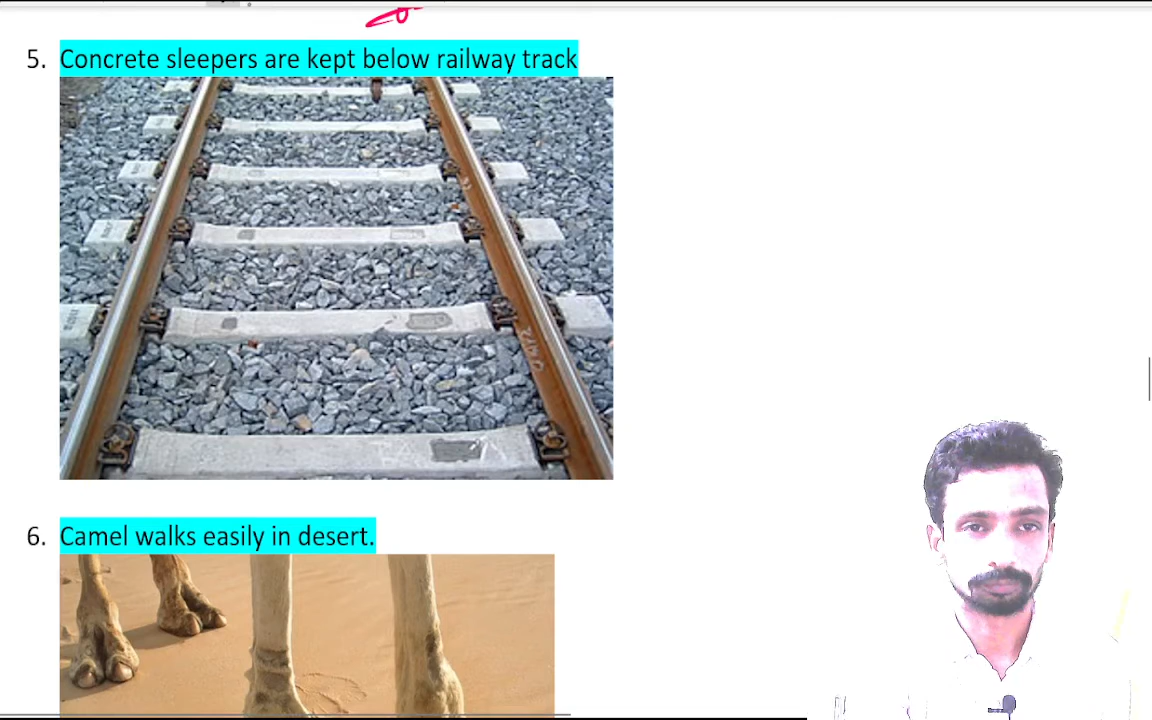 5. Concrete sleepers are kept below railway track
6. Camel walks easily in desert.